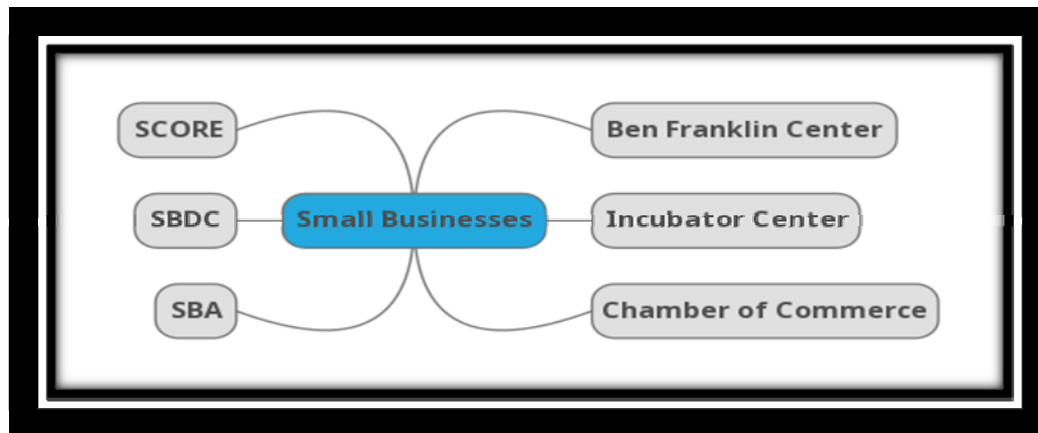 SCORE
Ben Franklin Center
SBDC
Small Businesses
Incubator Center
SBA
Chamber of Commerce